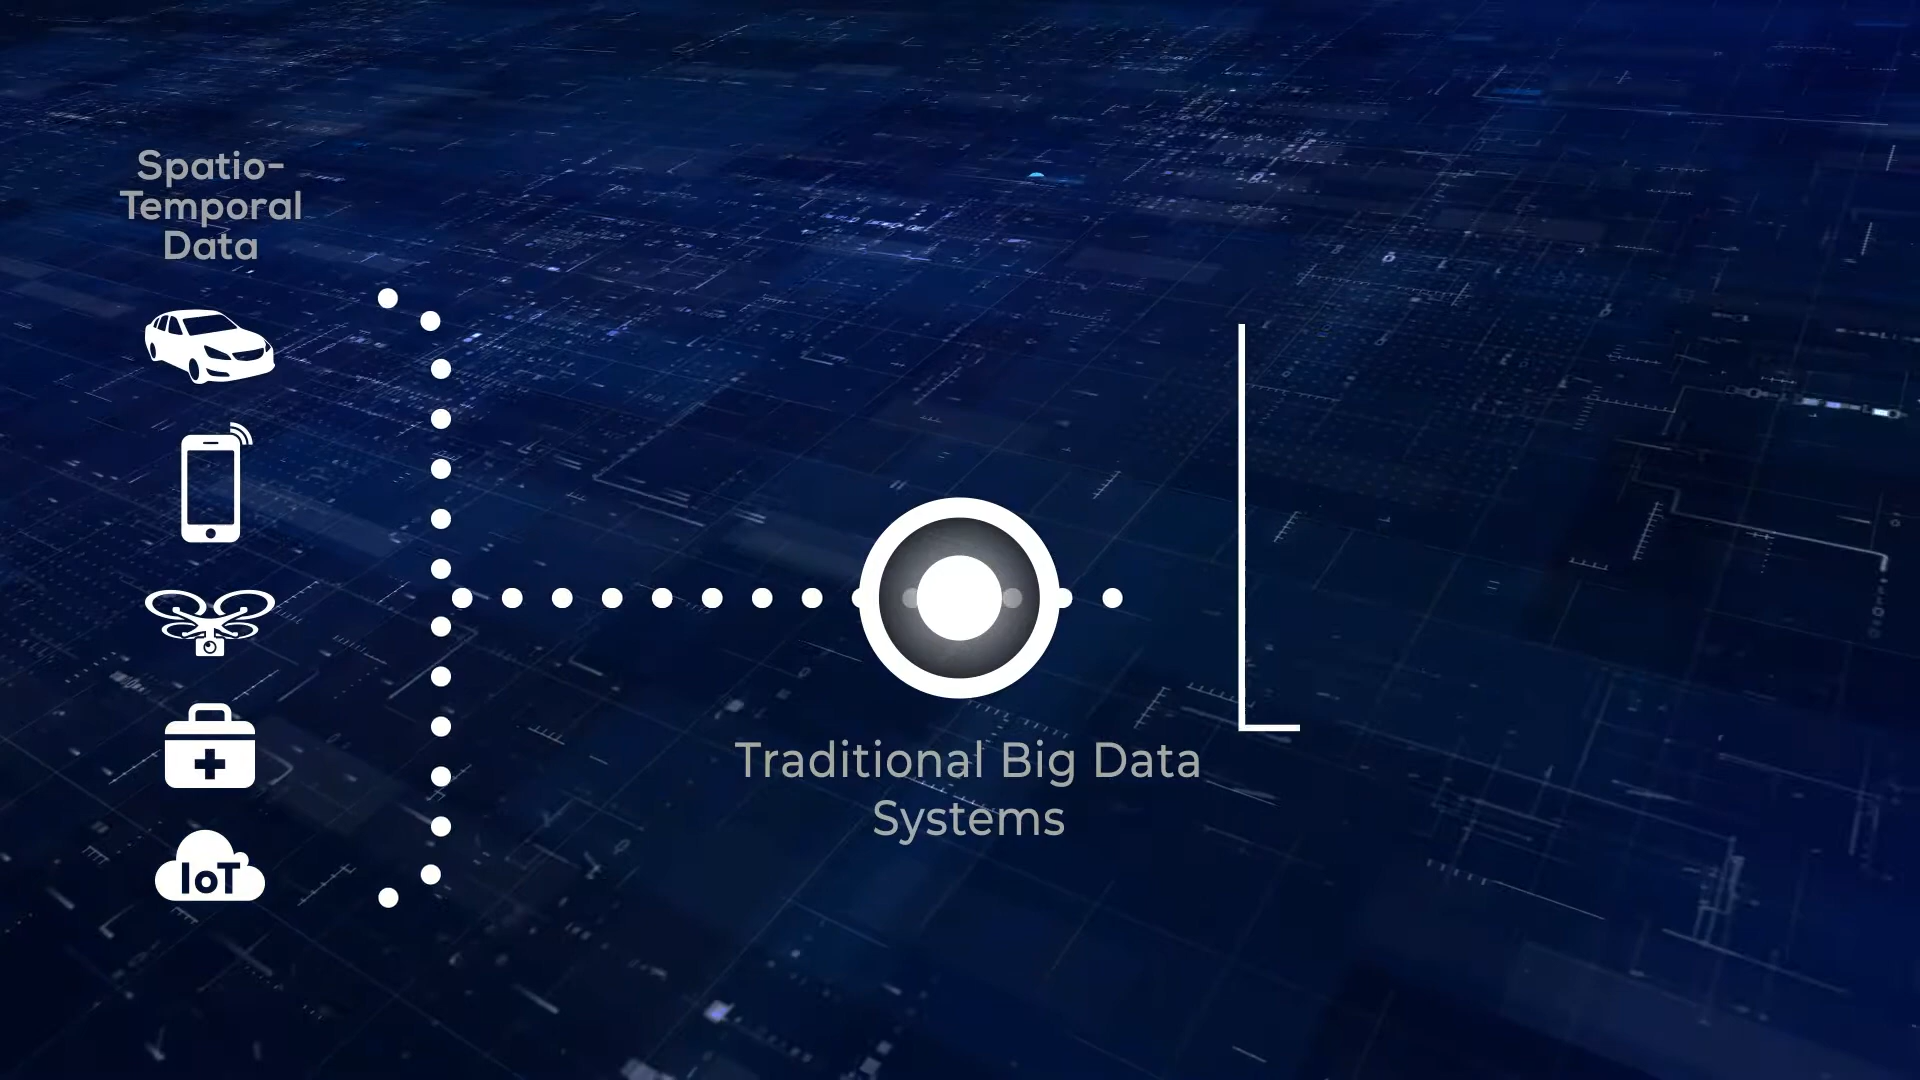 Spatio-
Temporal
Data
IoT
Traditional Big Data
Systems